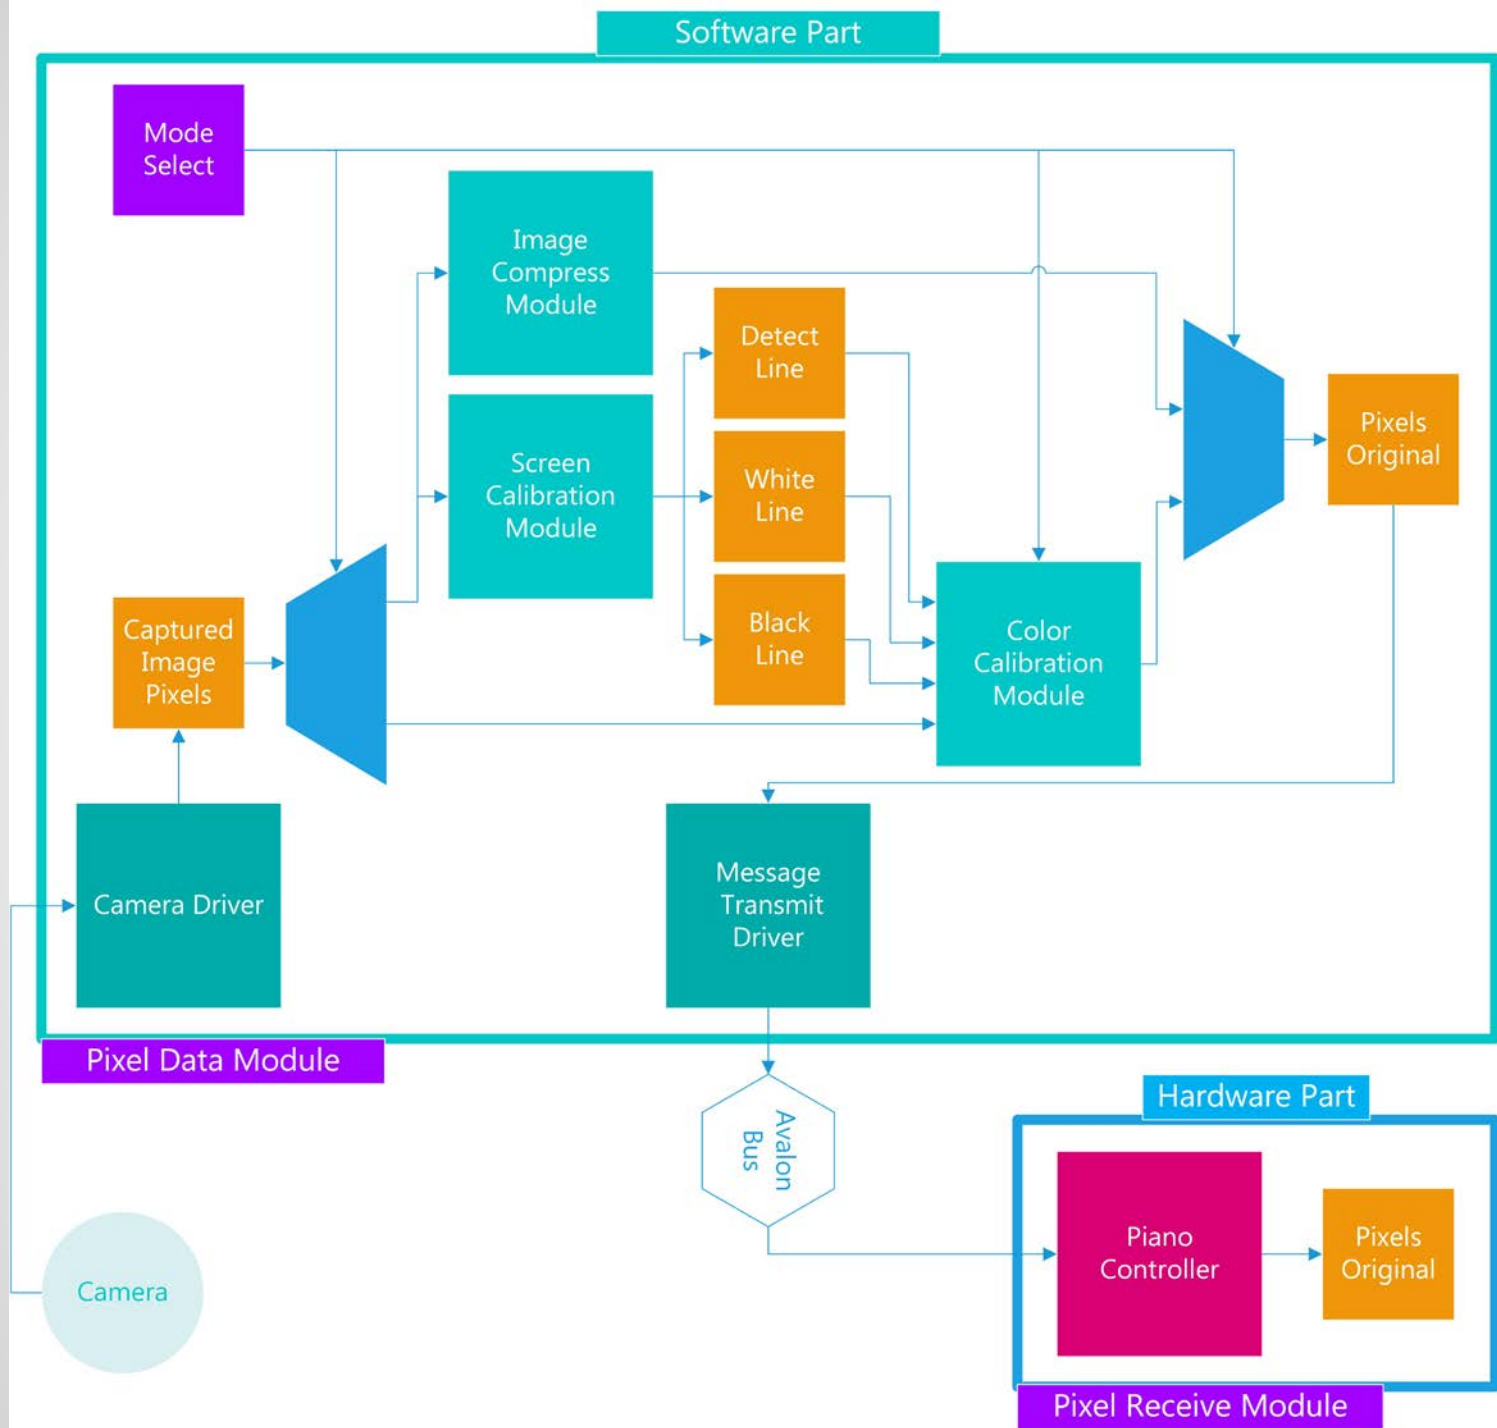 Software Part
Mode
Select
Image
Compress
Module
Detect
Line
Screen
Calibration
Module
White
Line
Pixels
Original
Captured
Image
Pixels
Black
Line
Color
Calibration
Module
Camera Driver
Message
Transmit
Driver
Pixel Data Module
Avalon
Bus
Hardware Part
Piano
Controller
Pixels
Original
Camera
Pixel Receive Module